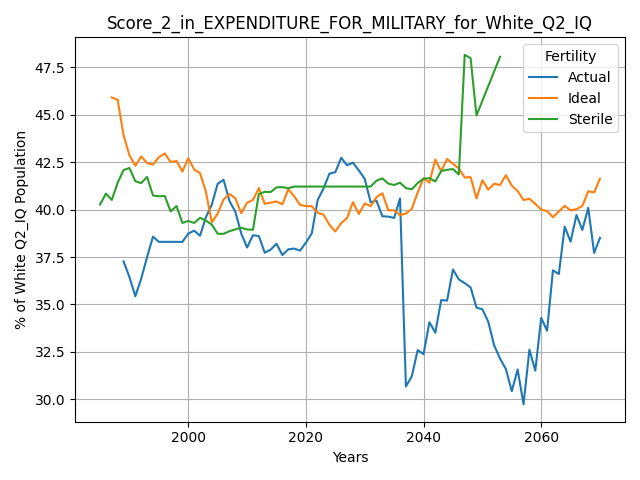 Score_2_in_EXPENDITURE_FOR_MILITARY_for_White_Q2_IQ
Fertility
Actual
Ideal
Sterile
% of White Q2_IQ Population
47.5
45.0
42.5
40.0
37.5
35.0
32.5
30.0
2000
2020
2040
2060
Years